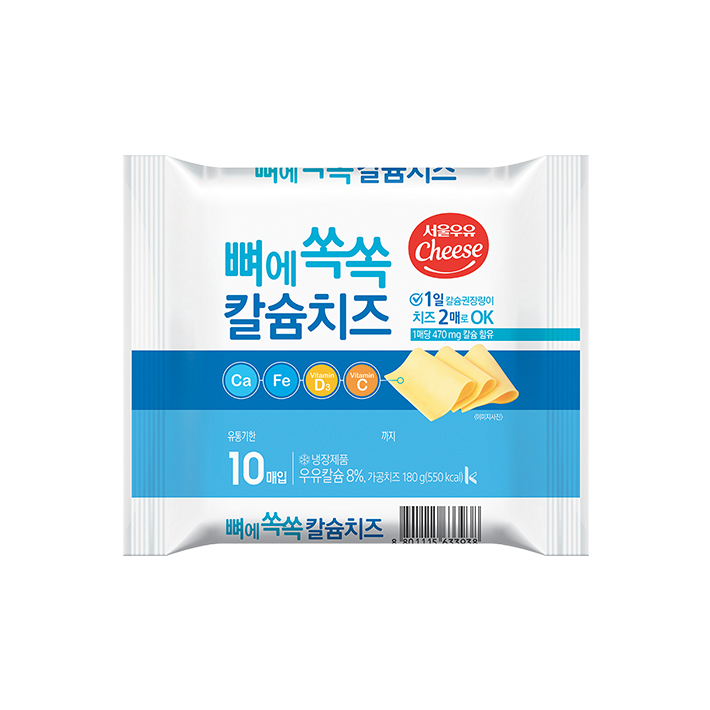 뼈에 쏙쏙 칼슘치즈
뼈에 쏙쏙
칼슘치즈
서울우유
Cheese
1일 칼슘권장량이
치즈 2매로 OK
1매당 470 mg 칼슘 함유
Ca
Fe
Vitamin D3
Vitamin C
(이미지사진)
유통기한 까지
10매입
냉장제품
우유칼슘 8%, 가공치즈 180 g(550 kcal)
뼈에 쏙쏙 칼슘치즈
8 801115 633938